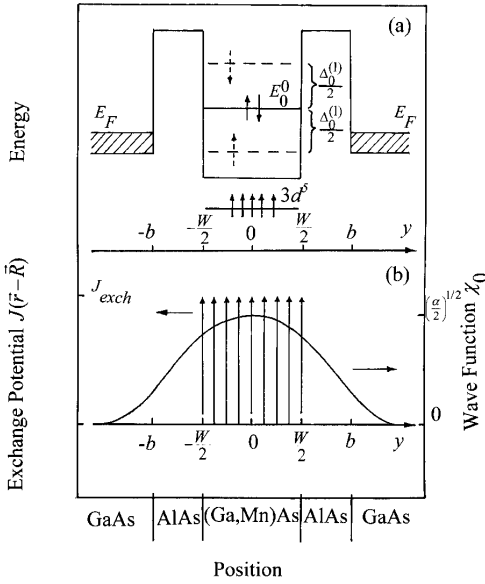 (a)
Energy
E_F
E_0^0
Δ_0^(1)/2
Δ_0^(1)/2
E_F
3d^5
-b -W/2 0 W/2 b y
(b)
Exchange Potential J(r⃗-R⃗)
J_exch
(α/2)^1/2
0
Wave Function χ_0
-b -W/2 0 W/2 b y
GaAs AlAs (Ga,Mn)As AlAs GaAs
Position